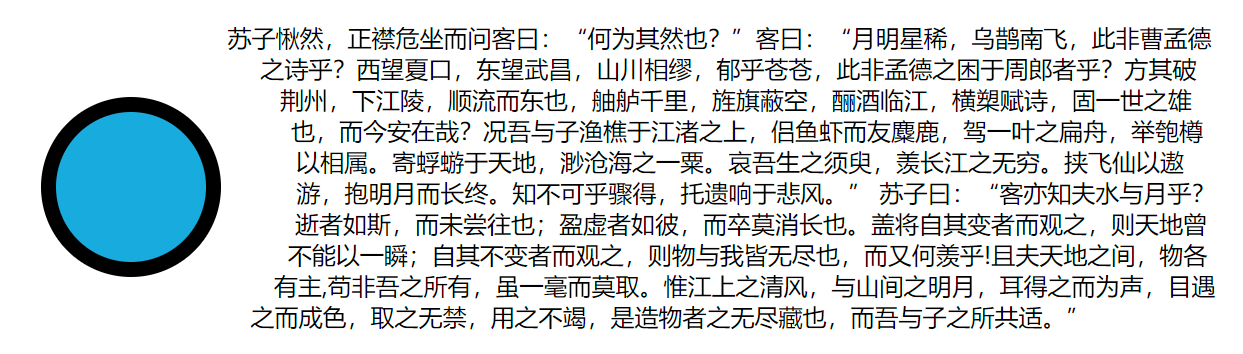 苏子愀然，正襟危坐而问客曰：“何为其然也？”客曰：“月明星稀，乌鹊南飞，此非曹孟德
之诗乎？西望夏口，东望武昌，山川相缪，郁乎苍苍，此非孟德之困于周郎者乎？方其破
荆州，下江陵，顺流而东也，舳舻千里，旌旗蔽空，酾酒临江，横槊赋诗，固一世之雄
也，而今安在哉？况吾与子渔樵于江渚之上，侣鱼虾而友麋鹿，驾一叶之扁舟，举匏樽
以相属。寄蜉蝣于天地，渺沧海之一粟。哀吾生之须臾，羡长江之无穷。挟飞仙以遨
游，抱明月而长终。知不可乎骤得，托遗响于悲风。” 苏子曰：“客亦知夫水与月乎？
逝者如斯，而未尝往也；盈虚者如彼，而卒莫消长也。盖将自其变者而观之，则天地曾
不能以一瞬；自其不变者而观之，则物与我皆无尽也，而又何羡乎!且夫天地之间，物各
有主,苟非吾之所有，虽一毫而莫取。惟江上之清风，与山间之明月，耳得之而为声，目遇
之而成色，取之无禁，用之不竭，是造物者之无尽藏也，而吾与子之所共适。”